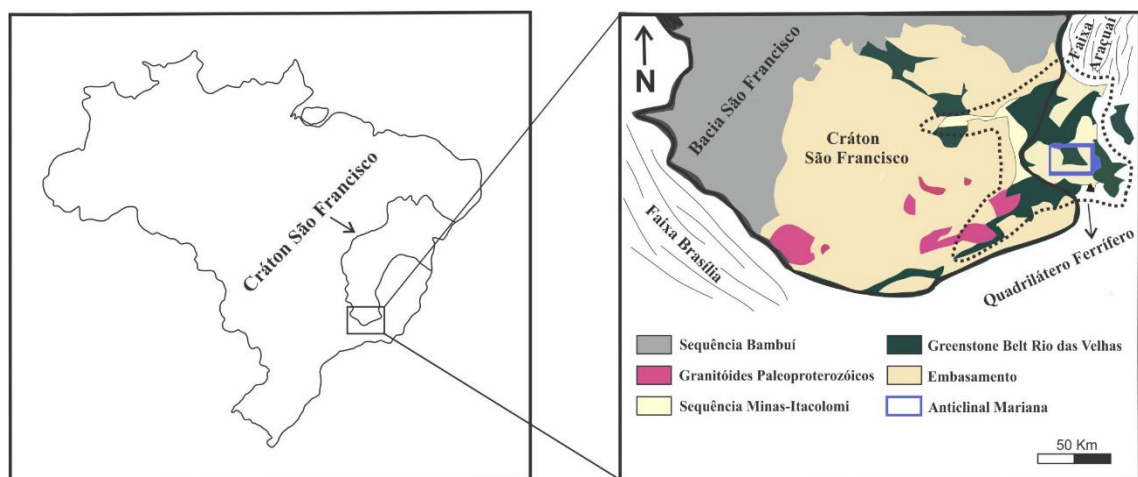 Cráton São Francisco
N
Bacia São Francisco
Faixa
Araçuaí
Cráton
São Francisco
Faixa Brasília
Quadrilátero Ferrífero
Sequência Bambuí
Greenstone Belt Rio das Velhas
Granitóides Paleoproterozóicos
Embasamento
Sequência Minas-Itacolomi
Anticlinal Mariana
50 Km